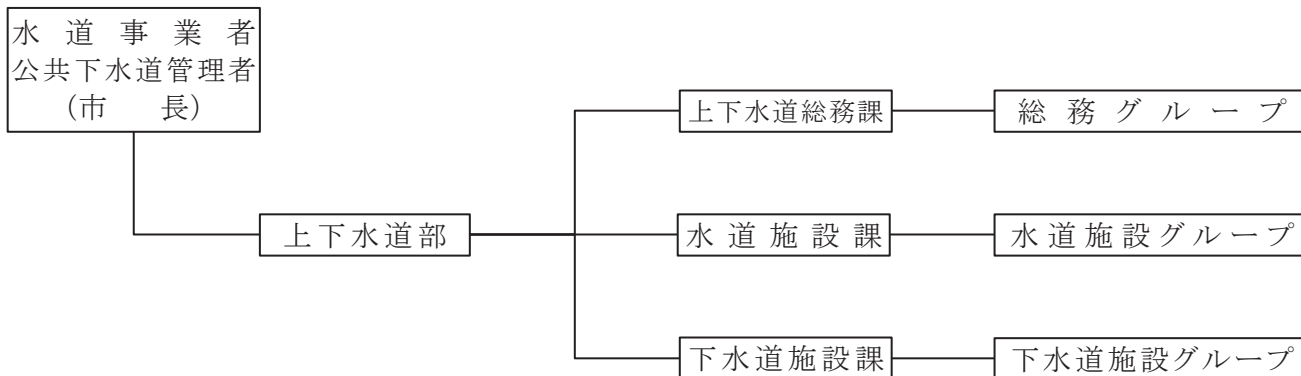 水道事業者
公共下水道管理者
(市　長)
上下水道総務課
総務グループ
上下水道部
水道施設課
水道施設グループ
下水道施設課
下水道施設グループ